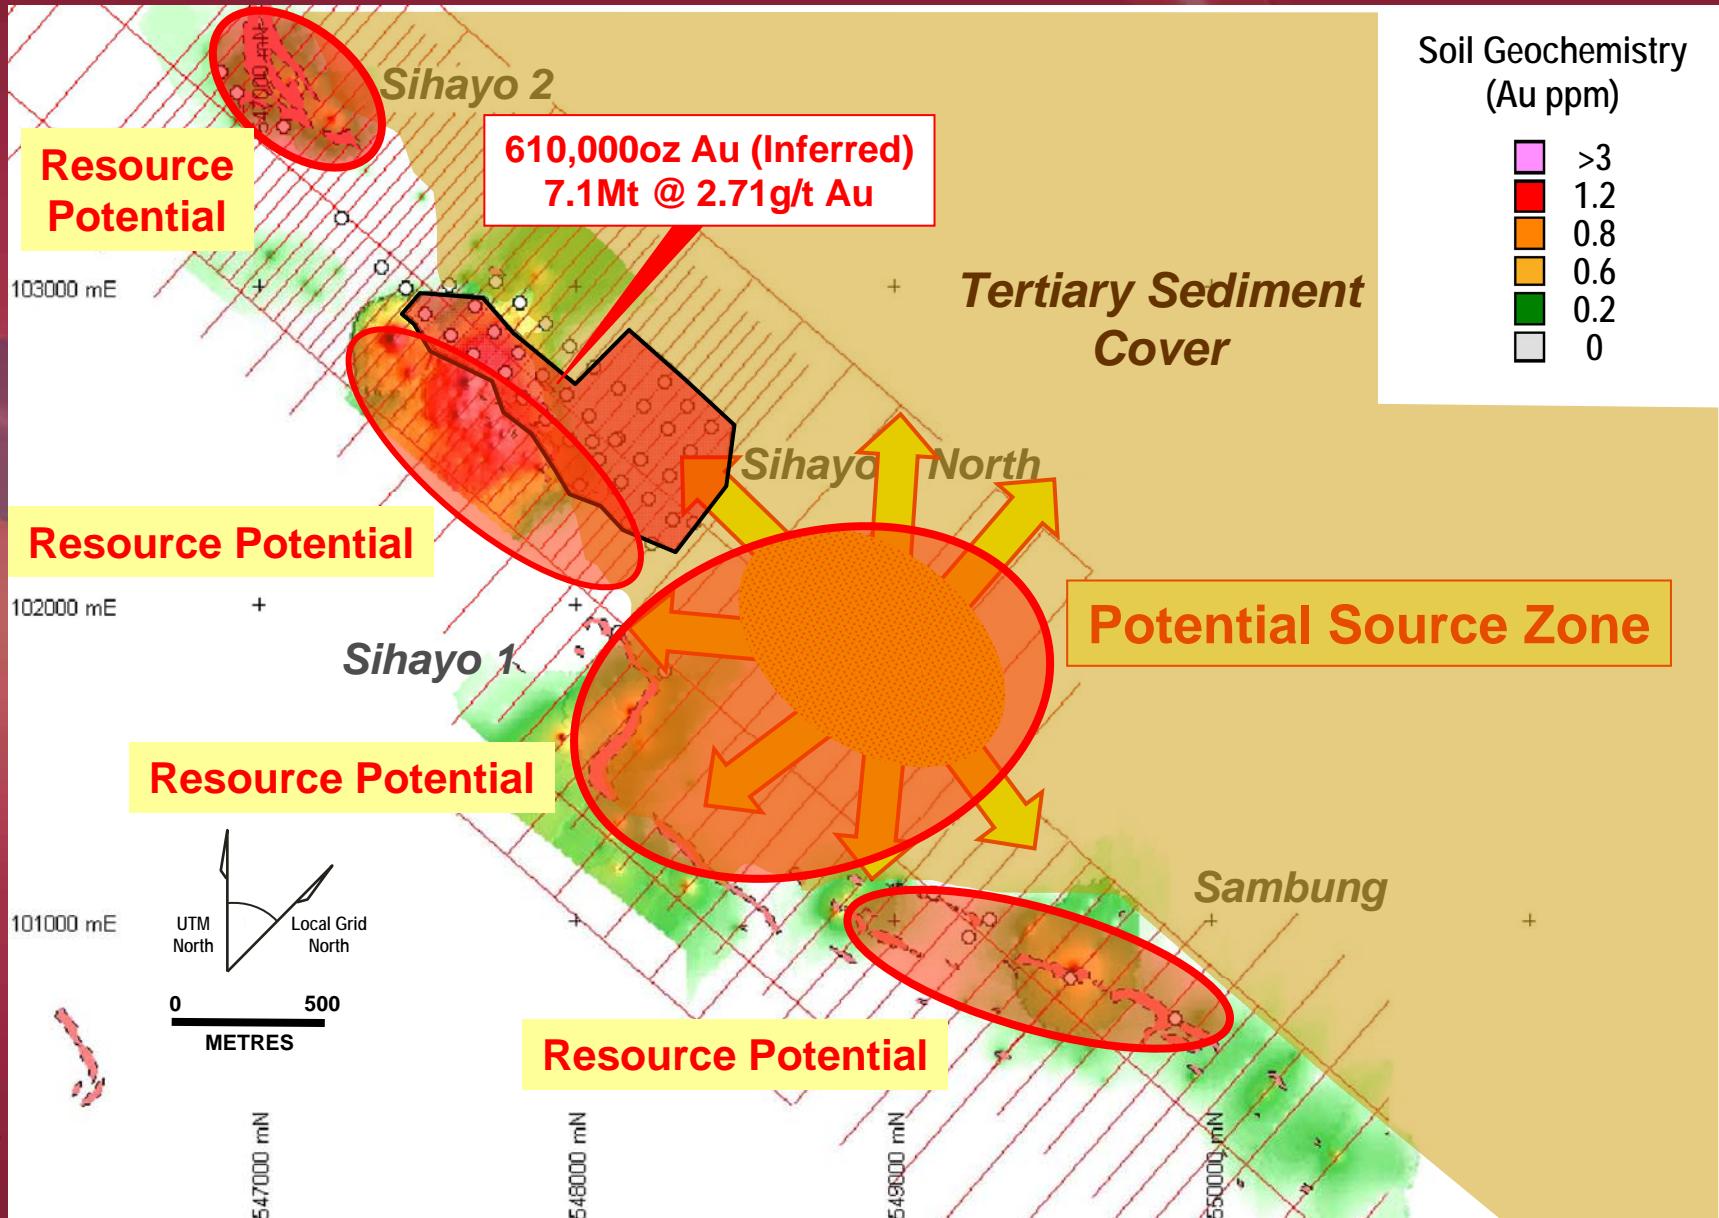 Soil Geochemistry
(Au ppm)
>3
1.2
0.8
0.6
0.2
0
547000 mN
Sihayo 2
Resource
Potential
610,000oz Au (Inferred)
7.1Mt @ 2.71g/t Au
103000 mE
Tertiary Sediment
Cover
Sihayo North
Resource Potential
102000 mE
Potential Source Zone
Sihayo 1
Resource Potential
Sambung
101000 mE
UTM
North
Local Grid
North
0 500
METRES
Resource Potential
547000 mN
548000 mN
549000 mN
550000 mN